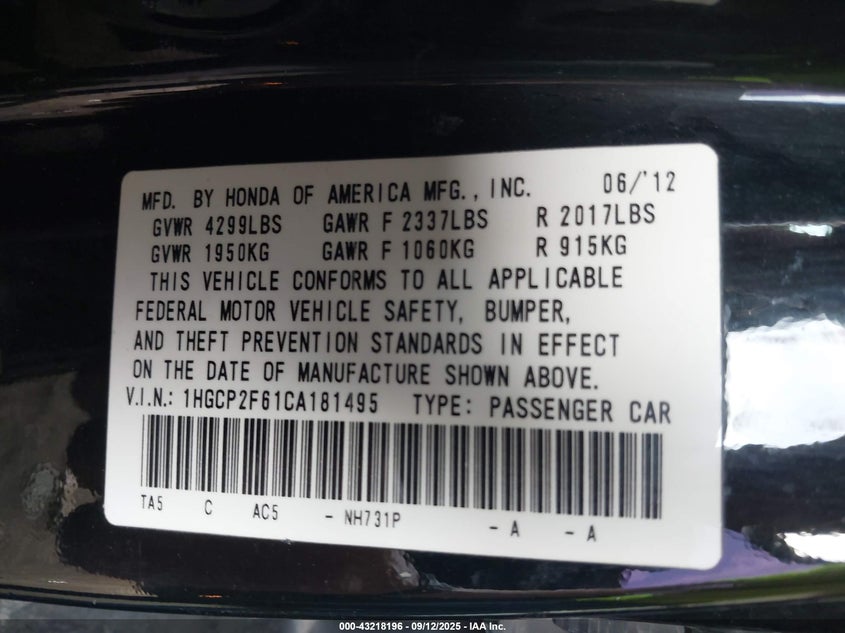 MFD. BY HONDA OF AMERICA MFG., INC. 06/'12
GVWR 4299LBS GAWR F 2337LBS R 2017LBS
GVWR 1950KG GAWR F 1060KG R 915KG
THIS VEHICLE CONFORMS TO ALL APPLICABLE
FEDERAL MOTOR VEHICLE SAFETY, BUMPER,
AND THEFT PREVENTION STANDARDS IN EFFECT
ON THE DATE OF MANUFACTURE SHOWN ABOVE.
V.I.N.: 1HGCP2F61CA181495 TYPE: PASSENGER CAR
TA5 C AC5 - NH731P - A - A
000-43218196 - 09/12/2025 - IAA Inc.